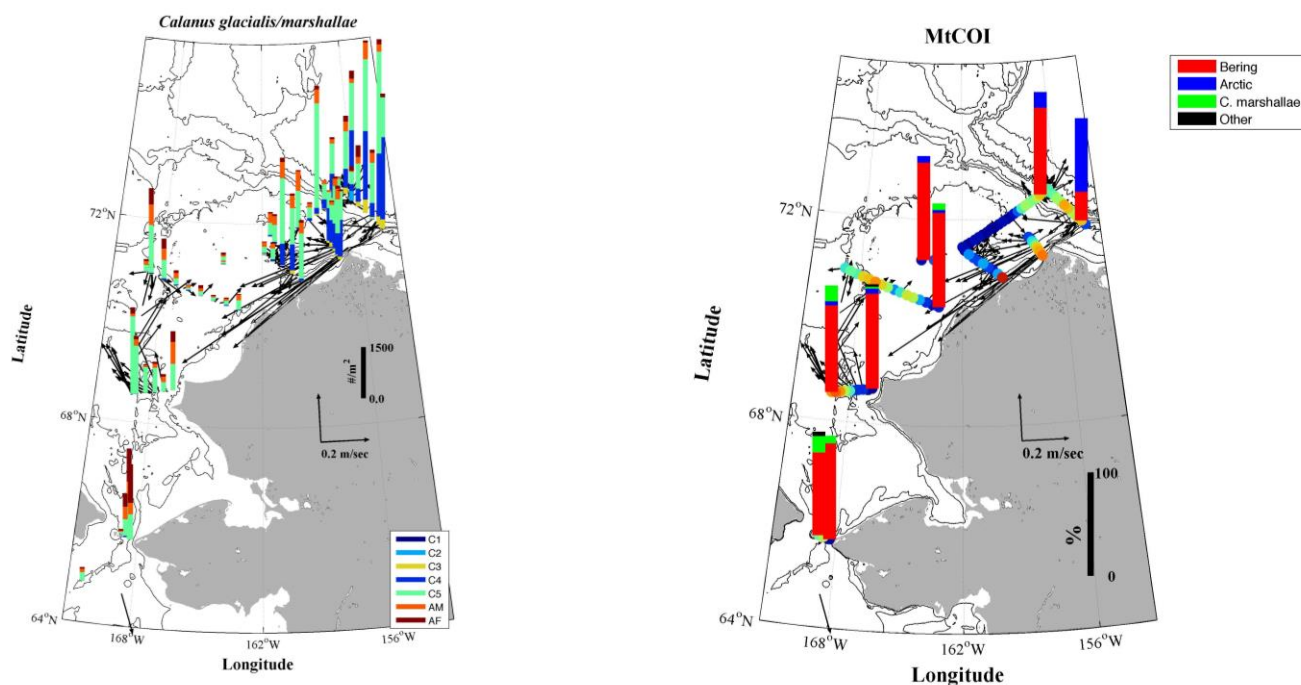 Calanus glacialis/marshallae
72°N
68°N
64°N
Latitude
1500
#/m²
0.0
0.2 m/sec
C1
C2
C3
C4
C5
AM
AF
168°W
162°W
156°W
Longitude
MtCOI
Bering
Arctic
C. marshallae
Other
72°N
68°N
64°N
Latitude
0.2 m/sec
100
%
0
168°W
162°W
156°W
Longitude